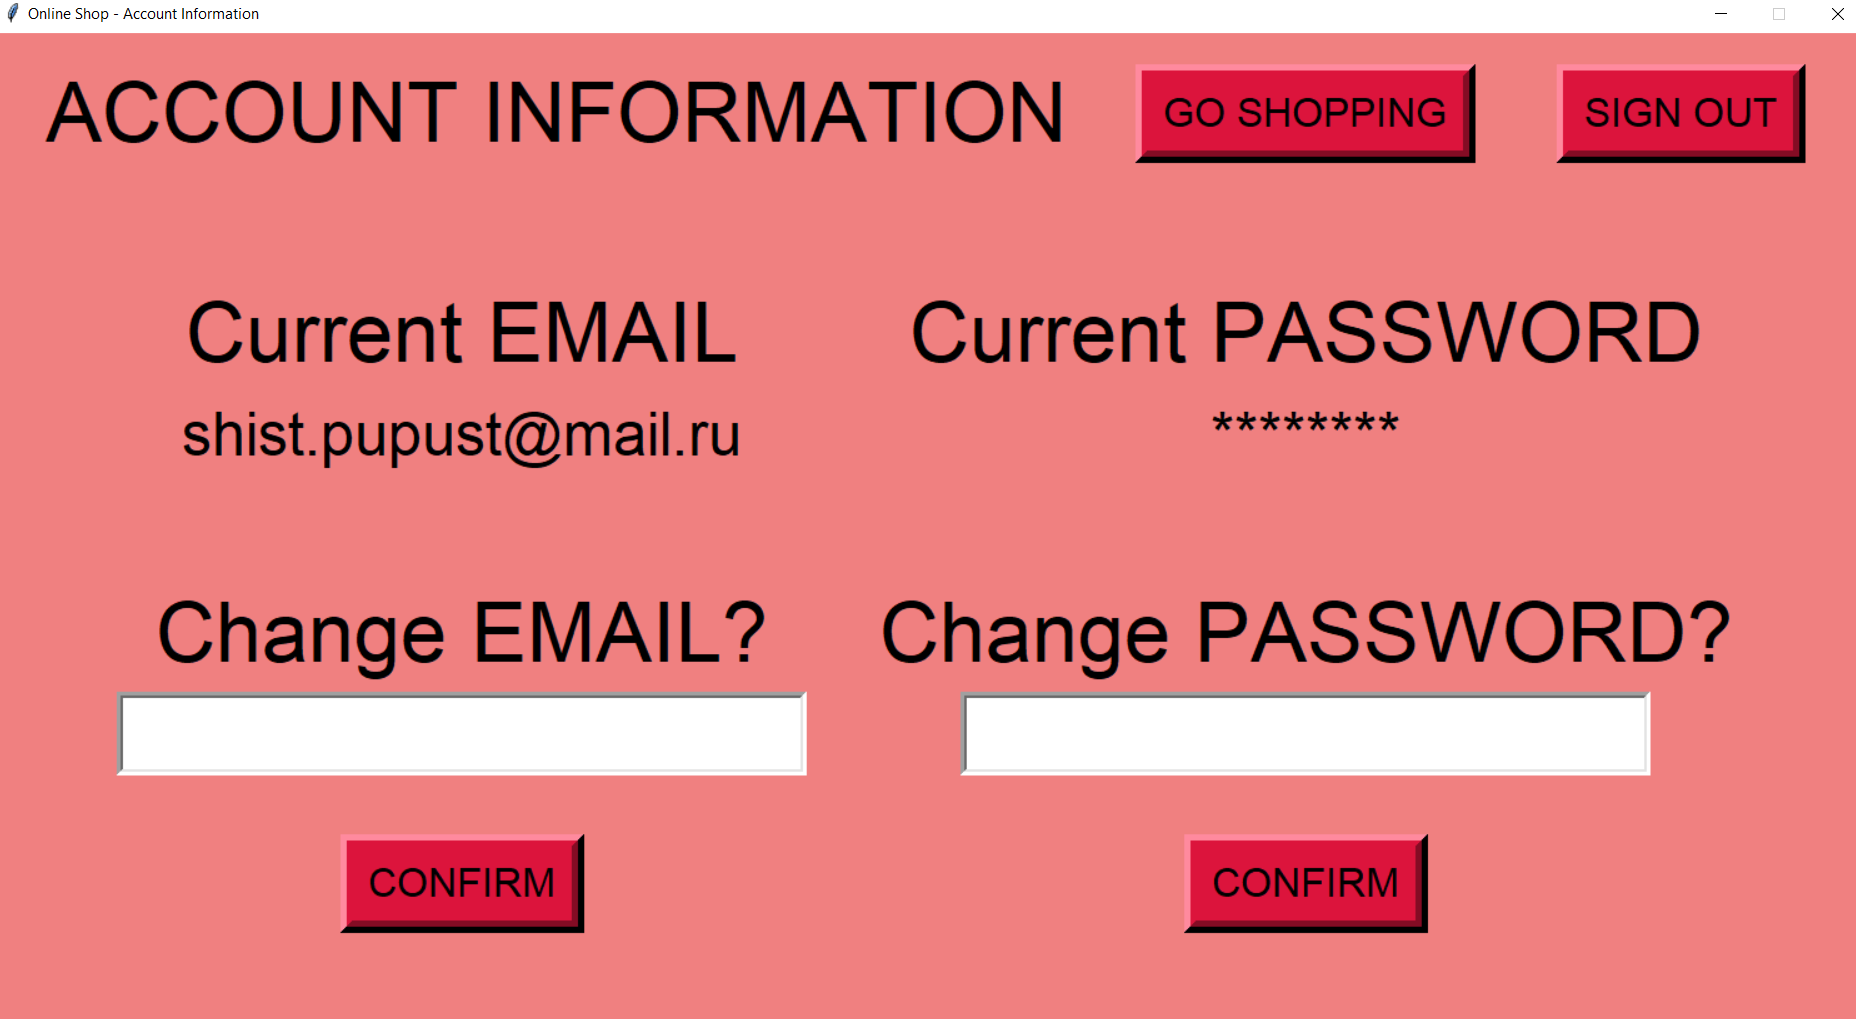 Online Shop - Account Information
ACCOUNT INFORMATION
GO SHOPPING
SIGN OUT
Current EMAIL
shist.pupust@mail.ru
Current PASSWORD
********
Change EMAIL?
Change PASSWORD?
CONFIRM
CONFIRM